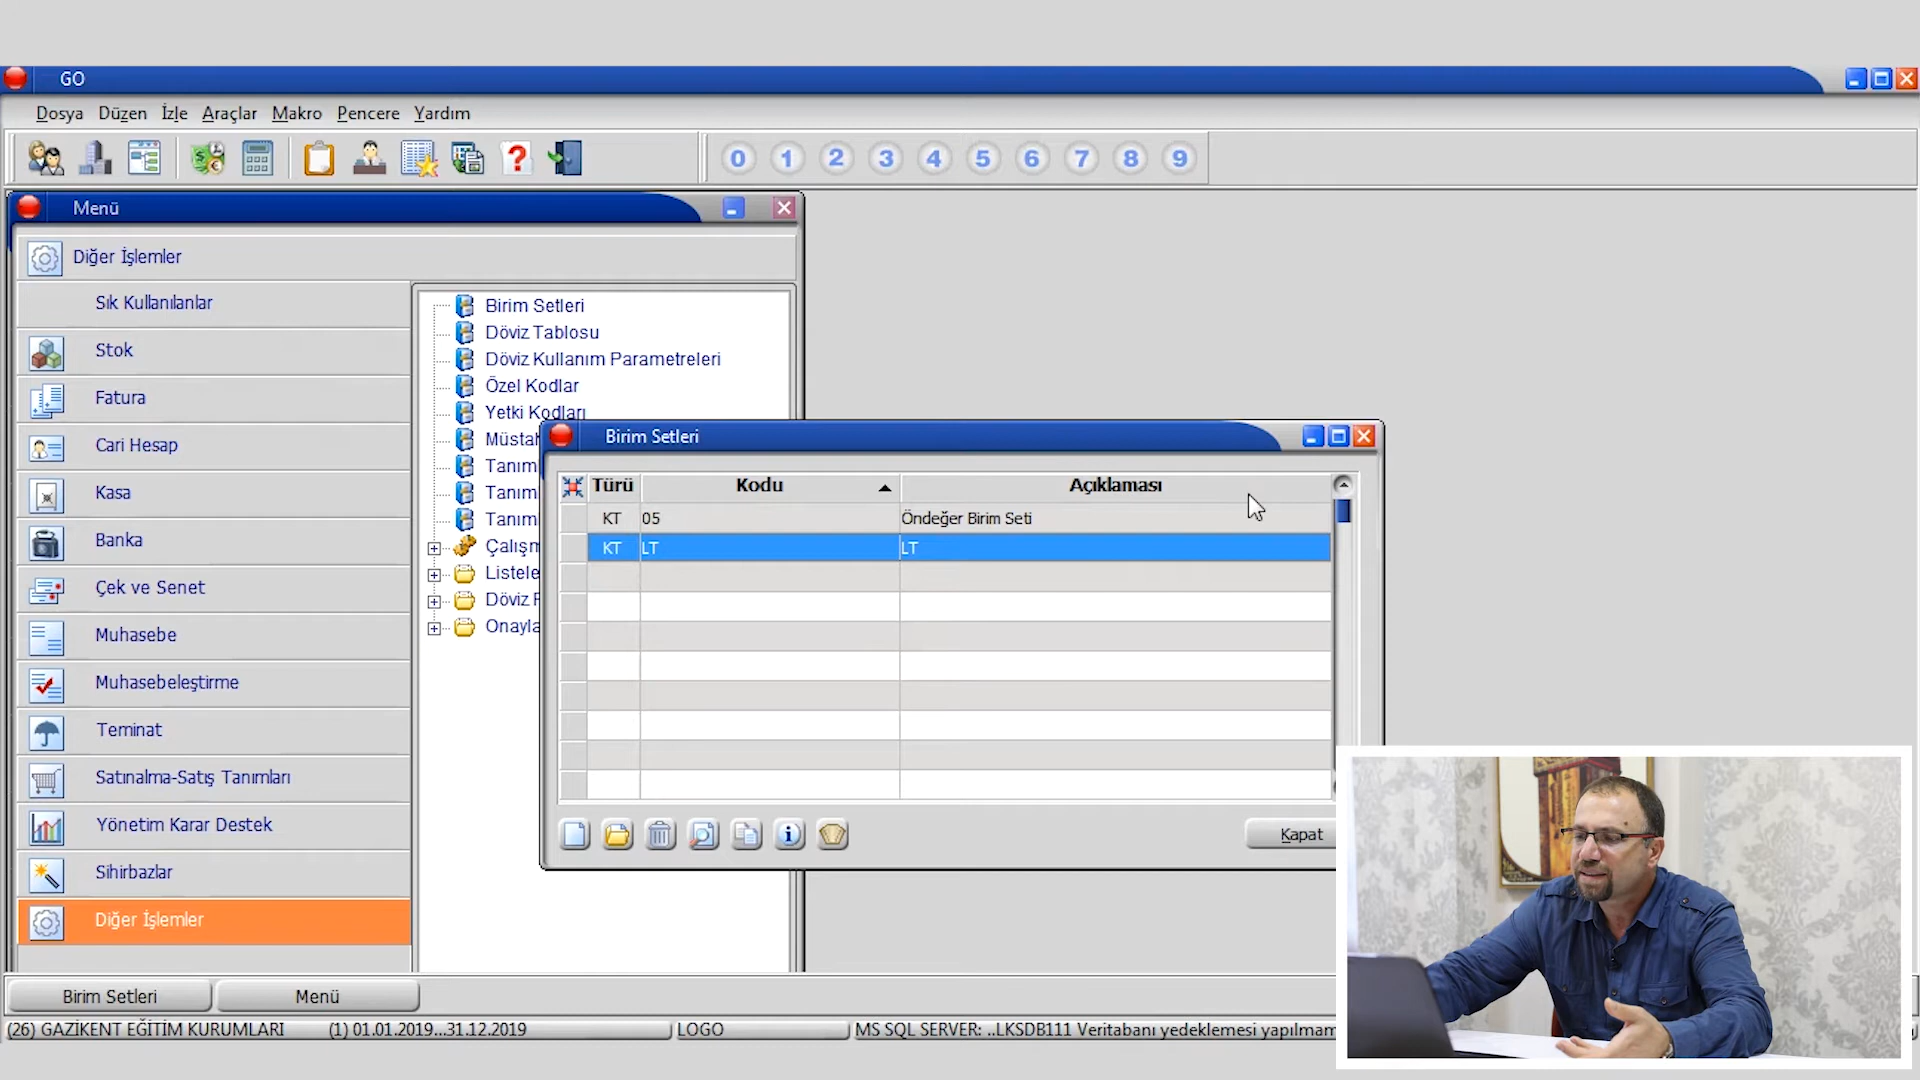 GO
Dosya Düzen İzle Araçlar Makro Pencere Yardım
0 1 2 3 4 5 6 7 8 9
Menü
Diğer İşlemler
Sık Kullanılanlar
Stok
Fatura
Cari Hesap
Kasa
Banka
Çek ve Senet
Muhasebe
Muhasebeleştirme
Teminat
Satınalma-Satış Tanımları
Yönetim Karar Destek
Sihirbazlar
Diğer İşlemler
Birim Setleri
Döviz Tablosu
Döviz Kullanım Parametreleri
Özel Kodlar
Yetki Kodları
Birim Setleri
Türü Kodu Açıklaması
KT 05 Öndeğer Birim Seti
KT LT LT
Kapat
Birim Setleri Menü
(26) GAZİKENT EĞİTİM KURUMLARI (1) 01.01.2019...31.12.2019 LOGO MS SQL SERVER: ..LKSDB111 Veritabanı yedeklemesi